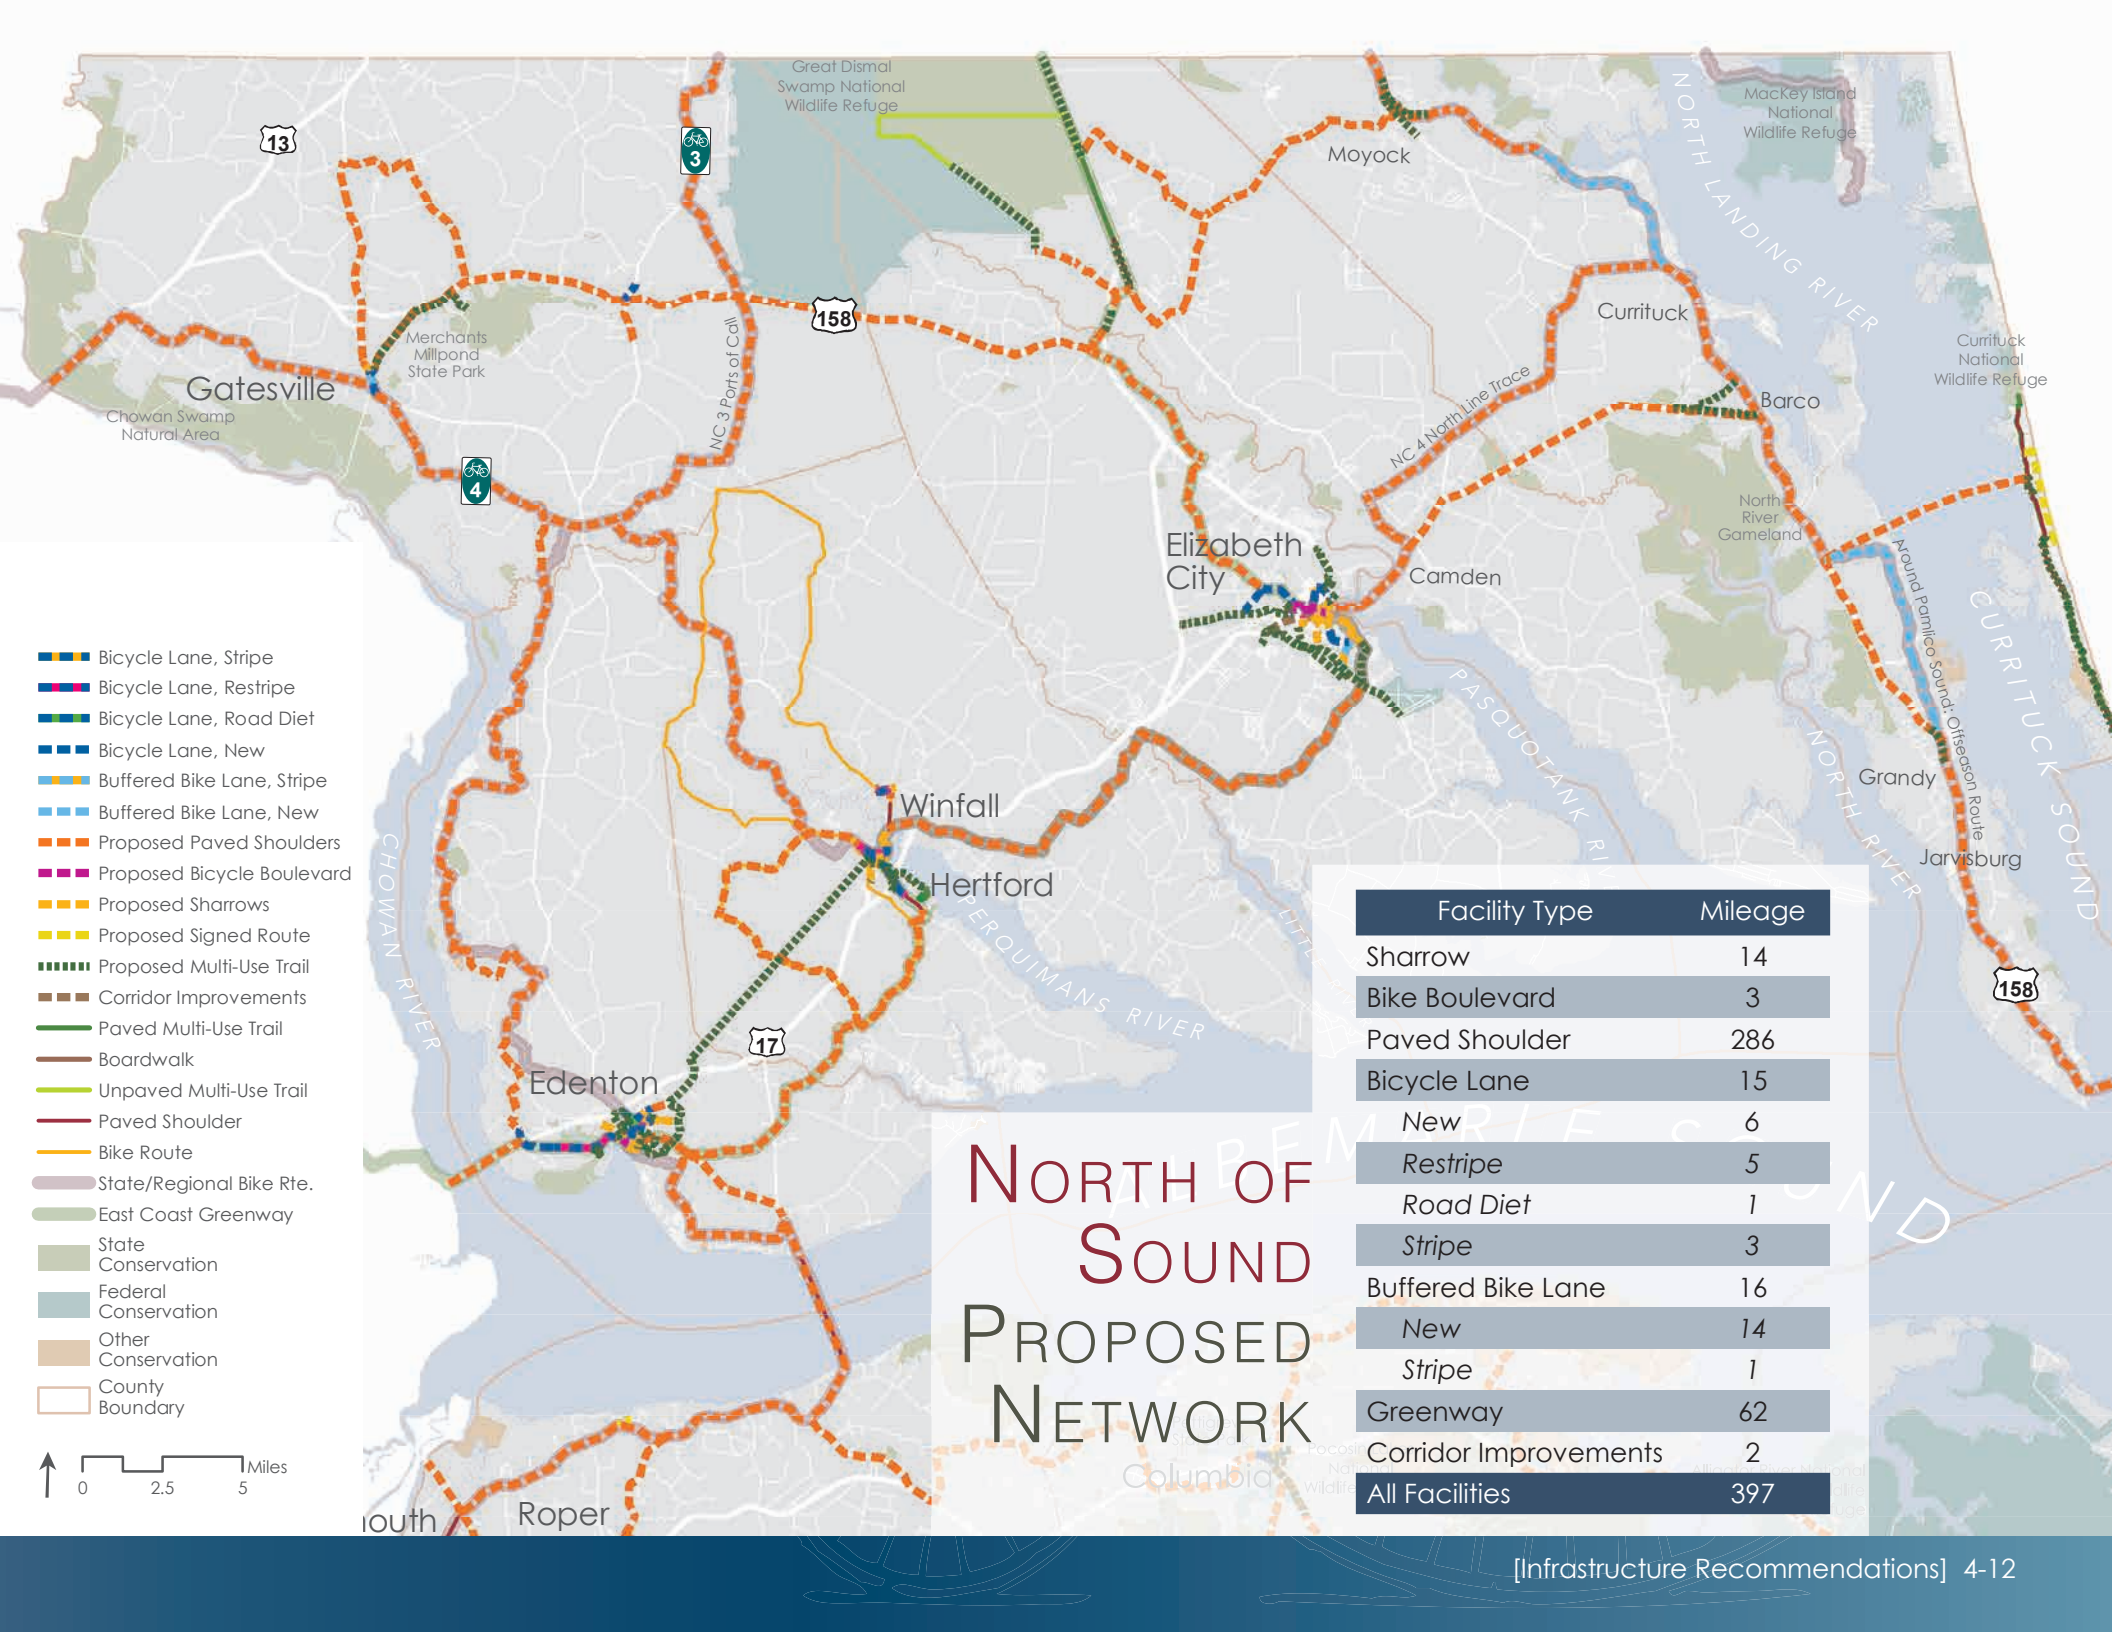 Great Dismal
Swamp National
Wildlife Refuge
MacKey Island
National
Wildlife Refuge
NORTH LANDING RIVER
13
3
Moyock
158
Currituck
Merchants
Millpond
State Park
NC 3 Ports of Call
Currituck
National
Wildlife Refuge
Gatesville
Chowan Swamp
Natural Area
NC 4 North Line Trace
Barco
4
North
River
Gameland
Elizabeth
City
Camden
Around Pamlico Sound: Offseason Route
CURRITUCK SOUND
PASQUOTANK RIV
NORTH RIVER
Grandy
Winfall
Jarvisburg
Hertford
CHOWAN RIVER
PERQUIMANS RIVER
LITTLE
158
17
Edenton
ALBEMARLE SOUND
Bicycle Lane, Stripe
Bicycle Lane, Restripe
Bicycle Lane, Road Diet
Bicycle Lane, New
Buffered Bike Lane, Stripe
Buffered Bike Lane, New
Proposed Paved Shoulders
Proposed Bicycle Boulevard
Proposed Sharrows
Proposed Signed Route
Proposed Multi-Use Trail
Corridor Improvements
Paved Multi-Use Trail
Boardwalk
Unpaved Multi-Use Trail
Paved Shoulder
Bike Route
State/Regional Bike Rte.
East Coast Greenway
State
Conservation
Federal
Conservation
Other
Conservation
County
Boundary
Miles
0 2.5 5
outh
Roper
Columbia
North of
Sound
Proposed
Network
Facility Type Mileage
Sharrow 14
Bike Boulevard 3
Paved Shoulder 286
Bicycle Lane 15
New 6
Restripe 5
Road Diet 1
Stripe 3
Buffered Bike Lane 16
New 14
Stripe 1
Greenway 62
Corridor Improvements 2
All Facilities 397
[Infrastructure Recommendations] 4-12